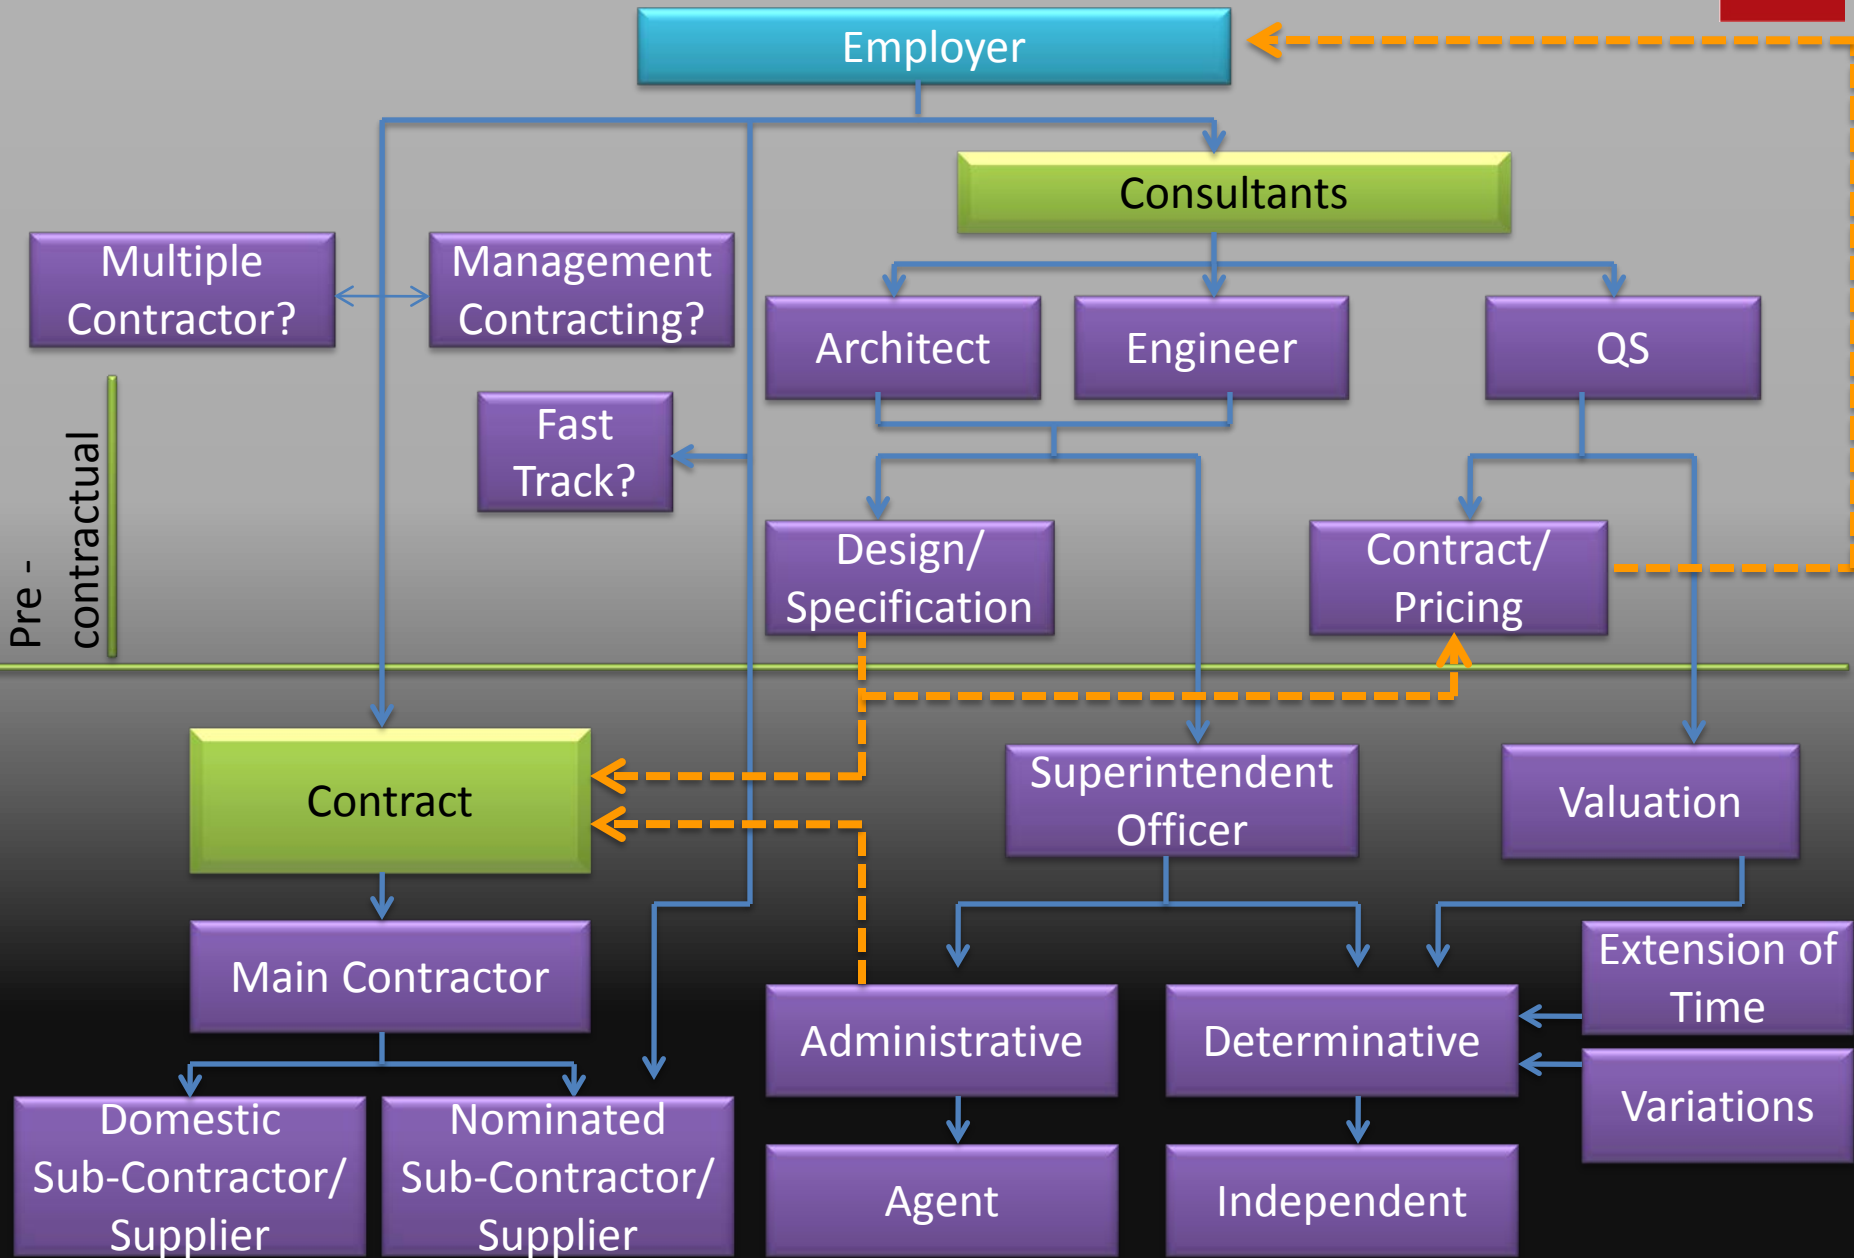 Employer
Consultants
Multiple
Contractor?
Management
Contracting?
Architect
Engineer
QS
Fast
Track?
Pre -
contractual
Design/
Specification
Contract/
Pricing
Contract
Superintendent
Officer
Valuation
Main Contractor
Extension of
Time
Administrative
Determinative
Variations
Domestic
Sub-Contractor/
Supplier
Nominated
Sub-Contractor/
Supplier
Agent
Independent